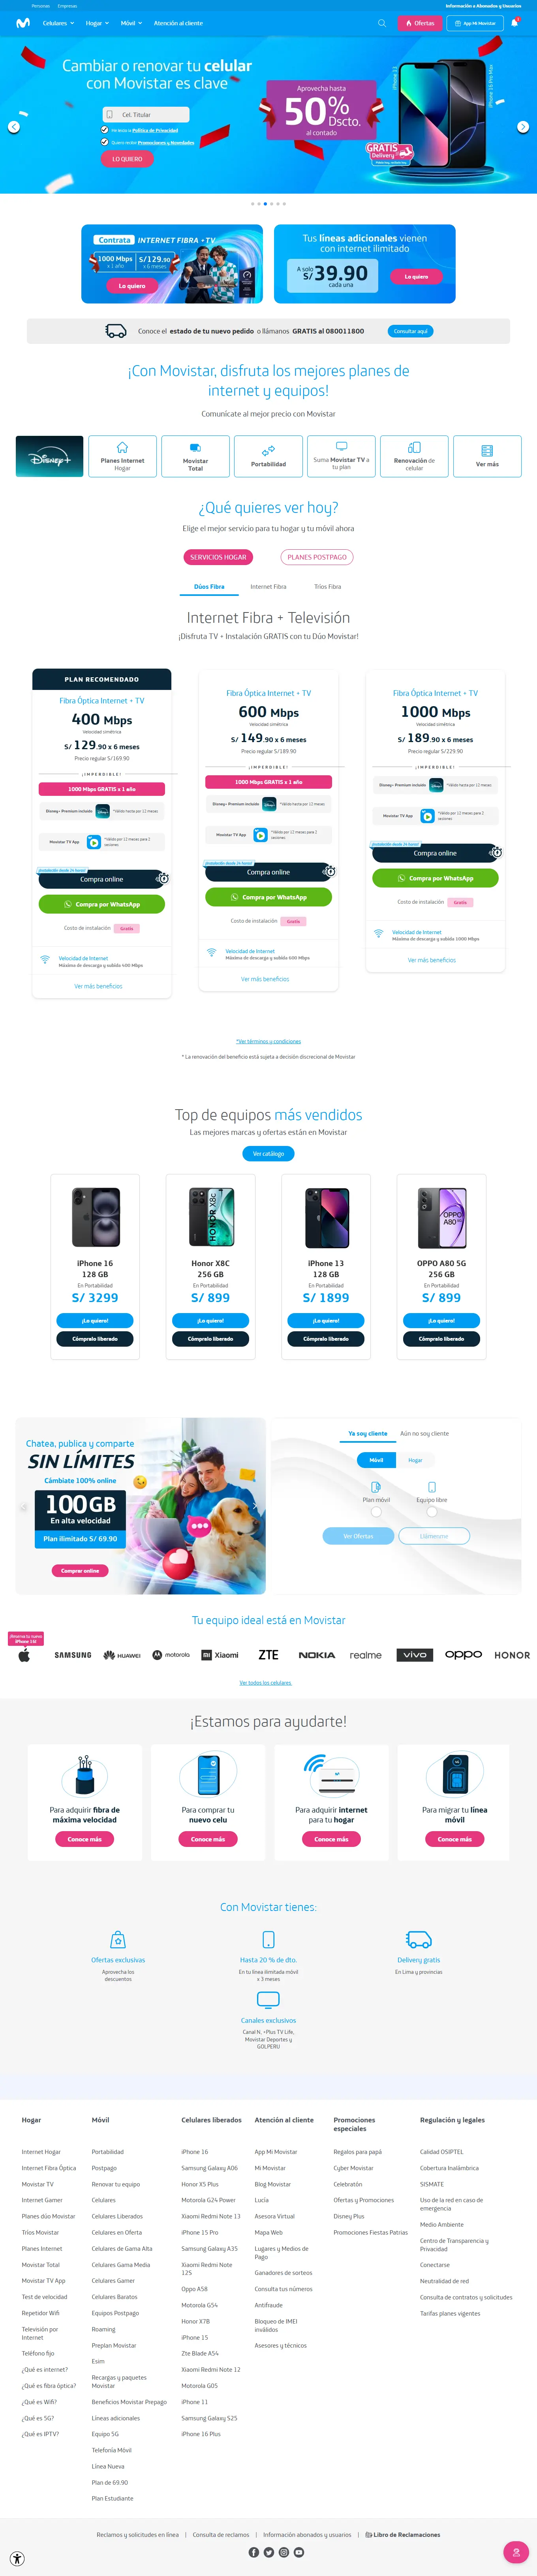 Personas Empresas Información a Abonados y Usuarios
Celulares Hogar Móvil Atención al cliente Ofertas App Mi Movistar
Cambiar o renovar tu celular
con Movistar es clave
Cel. Titular
He leído la Política de Privacidad
Quiero recibir Promociones y Novedades
LO QUIERO
Aprovecha hasta
50% Dscto.
al contado
GRATIS
Delivery
iPhone 13
iPhone 16 Pro Max
Contrata INTERNET FIBRA + TV
1000 Mbps
x 1 año
S/129.90
x 6 meses
Lo quiero
Tus líneas adicionales vienen
con internet ilimitado
A solo
S/39.90
cada una
Lo quiero
Conoce el estado de tu nuevo pedido o llámanos GRATIS al 080011800
Consultar aquí
¡Con Movistar, disfruta los mejores planes de
internet y equipos!
Comunícate al mejor precio con Movistar
Disney+
Planes Internet
Hogar
Movistar
Total
Portabilidad
Suma Movistar TV a
tu plan
Renovación de
celular
Ver más
¿Qué quieres ver hoy?
Elige el mejor servicio para tu hogar y tu móvil ahora
SERVICIOS HOGAR PLANES POSTPAGO
Dúos Fibra Internet Fibra Tríos Fibra
Internet Fibra + Televisión
¡Disfruta TV + Instalación GRATIS con tu Dúo Movistar!
PLAN RECOMENDADO
Fibra Óptica Internet + TV
400 Mbps
Velocidad simétrica
S/ 129.90 x 6 meses
Precio regular S/169.90
¡IMPERDIBLE!
1000 Mbps GRATIS x 1 año
Disney+ Premium incluido *Válido hasta por 12 meses
Movistar TV App *Válido por 12 meses para 2
sesiones
Compra online
Compra por WhatsApp
Costo de instalación Gratis
Velocidad de Internet
Máxima de descarga y subida 400 Mbps
Ver más beneficios
Fibra Óptica Internet + TV
600 Mbps
Velocidad simétrica
S/ 149.90 x 6 meses
Precio regular S/189.90
¡IMPERDIBLE!
1000 Mbps GRATIS x 1 año
Disney+ Premium incluido *Válido hasta por 12 meses
Movistar TV App *Válido por 12 meses para 2
sesiones
Compra online
Compra por WhatsApp
Costo de instalación Gratis
Velocidad de Internet
Máxima de descarga y subida 600 Mbps
Ver más beneficios
Fibra Óptica Internet + TV
1000 Mbps
Velocidad simétrica
S/ 189.90 x 6 meses
Precio regular S/229.90
¡IMPERDIBLE!
Disney+ Premium incluido *Válido hasta por 12 meses
Movistar TV App *Válido por 12 meses para 2
sesiones
Compra online
Compra por WhatsApp
Costo de instalación Gratis
Velocidad de Internet
Máxima de descarga y subida 1000 Mbps
Ver más beneficios
*Ver términos y condiciones
* La renovación del beneficio está sujeta a decisión discrecional de Movistar
Top de equipos más vendidos
Las mejores marcas y ofertas están en Movistar
Ver catálogo
iPhone 16
128 GB
En Portabilidad
S/ 3299
¡Lo quiero!
Cómpralo liberado
HONOR X8c
Honor X8C
256 GB
En Portabilidad
S/ 899
¡Lo quiero!
Cómpralo liberado
iPhone 13
128 GB
En Portabilidad
S/ 1899
¡Lo quiero!
Cómpralo liberado
OPPO
A80
OPPO A80 5G
256 GB
En Portabilidad
S/ 899
¡Lo quiero!
Cómpralo liberado
Chatea, publica y comparte
SIN LÍMITES
Cámbiate 100% online
100GB
En alta velocidad
Plan ilimitado S/ 69.90
Comprar online
Ya soy cliente Aún no soy cliente
Móvil Hogar
Plan móvil Equipo libre
Ver Ofertas Llámenme
Tu equipo ideal está en Movistar
¡Renueva tu nuevo
iPhone 16!
SAMSUNG HUAWEI motorola Xiaomi ZTE NOKIA realme vivo oppo HONOR
Ver todos los celulares
¡Estamos para ayudarte!
Para adquirir fibra de
máxima velocidad
Conoce más
Para comprar tu
nuevo celu
Conoce más
Para adquirir internet
para tu hogar
Conoce más
Para migrar tu línea
móvil
Conoce más
Con Movistar tienes:
Ofertas exclusivas
Aprovecha los
descuentos
Hasta 20 % de dto.
En tu línea ilimitada móvil
x 3 meses
Delivery gratis
En Lima y provincias
Canales exclusivos
Canal N, +Plus TV Life,
Movistar Deportes y
GOLPERU
Hogar
Internet Hogar
Internet Fibra Óptica
Movistar TV
Internet Gamer
Planes dúo Movistar
Tríos Movistar
Planes Internet
Movistar Total
Movistar TV App
Test de velocidad
Repetidor Wifi
Televisión por
Internet
Teléfono fijo
¿Qué es internet?
¿Qué es fibra óptica?
¿Qué es Wifi?
¿Qué es 5G?
¿Qué es IPTV?
Móvil
Portabilidad
Postpago
Renovar tu equipo
Celulares
Celulares Liberados
Celulares en Oferta
Celulares de Gama Alta
Celulares Gama Media
Celulares Gamer
Celulares Baratos
Equipos Postpago
Roaming
Preplan Movistar
Esim
Recargas y paquetes
Movistar
Beneficios Movistar Prepago
Líneas adicionales
Equipo 5G
Telefonía Móvil
Línea Nueva
Plan de 69.90
Plan Estudiante
Celulares liberados
iPhone 16
Samsung Galaxy A06
Honor X5 Plus
Motorola G24 Power
Xiaomi Redmi Note 13
iPhone 15 Pro
Samsung Galaxy A35
Xiaomi Redmi Note
12S
Oppo A58
Motorola G54
Honor X7B
iPhone 15
Zte Blade A54
Xiaomi Redmi Note 12
Motorola G05
iPhone 11
Samsung Galaxy S25
iPhone 16 Plus
Atención al cliente
App Mi Movistar
Mi Movistar
Blog Movistar
Lucía
Asesora Virtual
Mapa Web
Lugares y Medios de
Pago
Ganadores de sorteos
Consulta tus números
Antifraude
Bloqueo de IMEI
inválidos
Asesores y técnicos
Promociones
especiales
Regalos para papá
Cyber Movistar
Celebratón
Ofertas y Promociones
Disney Plus
Promociones Fiestas Patrias
Regulación y legales
Calidad OSIPTEL
Cobertura Inalámbrica
SISMATE
Uso de la red en caso de
emergencia
Medio Ambiente
Centro de Transparencia y
Privacidad
Conectarse
Neutralidad de red
Consulta de contratos y solicitudes
Tarifas planes vigentes
Reclamos y solicitudes en línea | Consulta de reclamos | Información abonados y usuarios | Libro de Reclamaciones